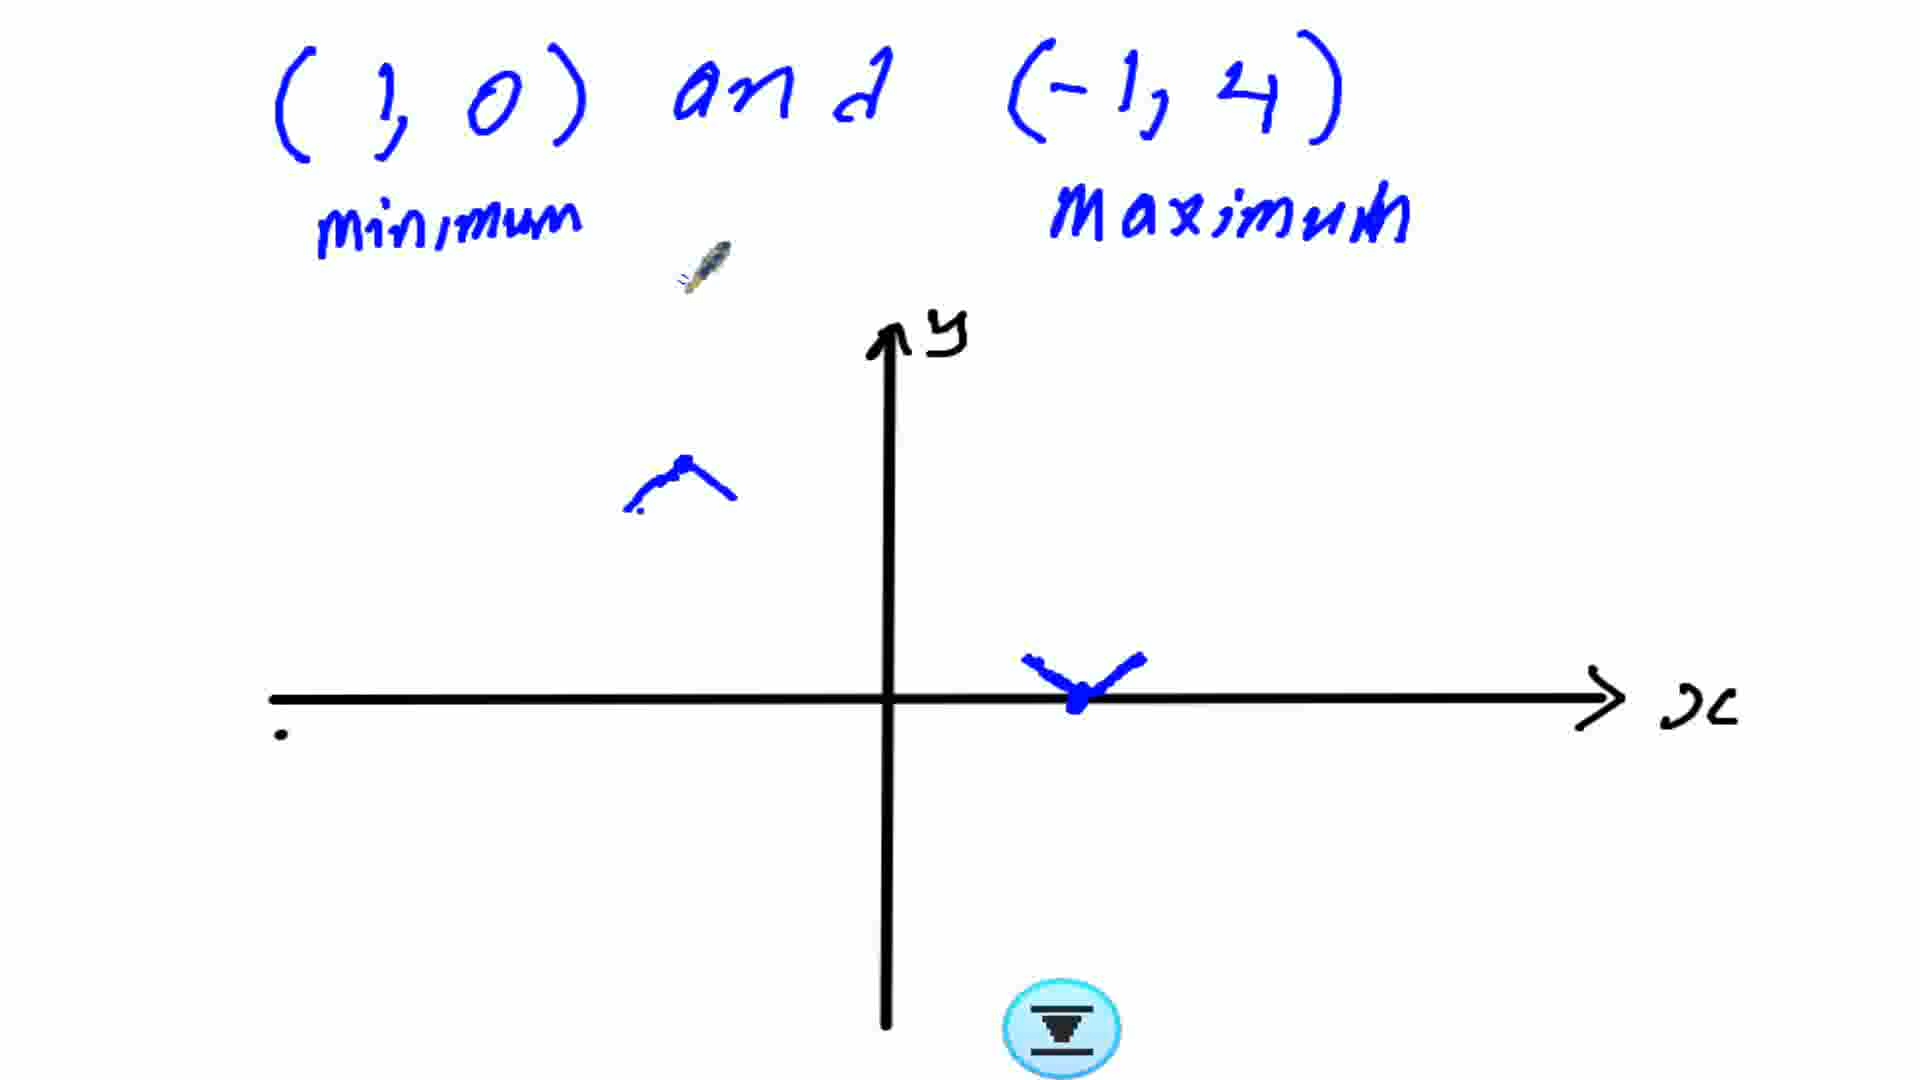 (1, 0) and (-1, 4)
minimum maximum
y
x